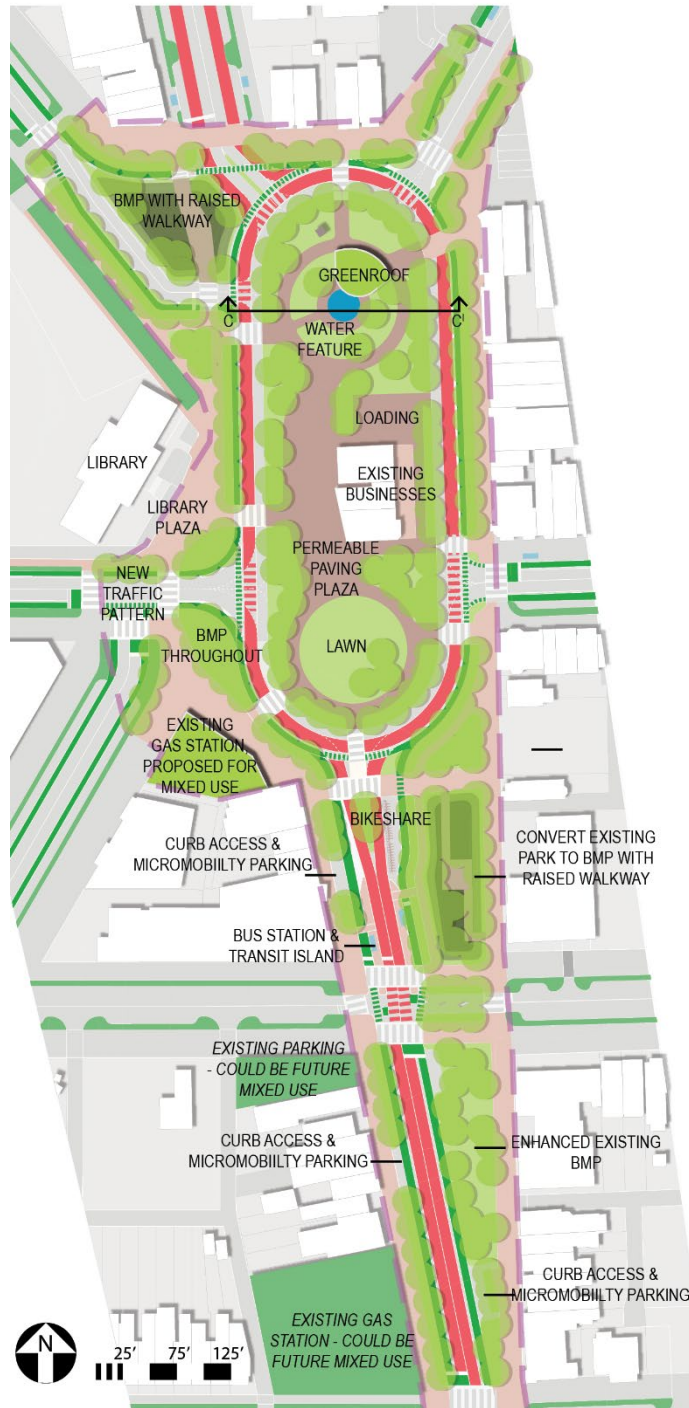 BMP WITH RAISED
WALKWAY
GREENROOF
C
C'
WATER
FEATURE
LOADING
LIBRARY
EXISTING
BUSINESSES
LIBRARY
PLAZA
PERMEABLE
PAVING
PLAZA
NEW
TRAFFIC
PATTERN
BMP
THROUGHOUT
LAWN
EXISTING
GAS STATION,
PROPOSED FOR
MIXED USE
BIKESHARE
CURB ACCESS &
MICROMOBIILTY PARKING
CONVERT EXISTING
PARK TO BMP WITH
RAISED WALKWAY
BUS STATION &
TRANSIT ISLAND
EXISTING PARKING
- COULD BE FUTURE
MIXED USE
CURB ACCESS &
MICROMOBIILTY PARKING
ENHANCED EXISTING
BMP
CURB ACCESS &
MICROMOBIILTY PARKING
EXISTING GAS
STATION - COULD BE
FUTURE MIXED USE
N
25' 75' 125'